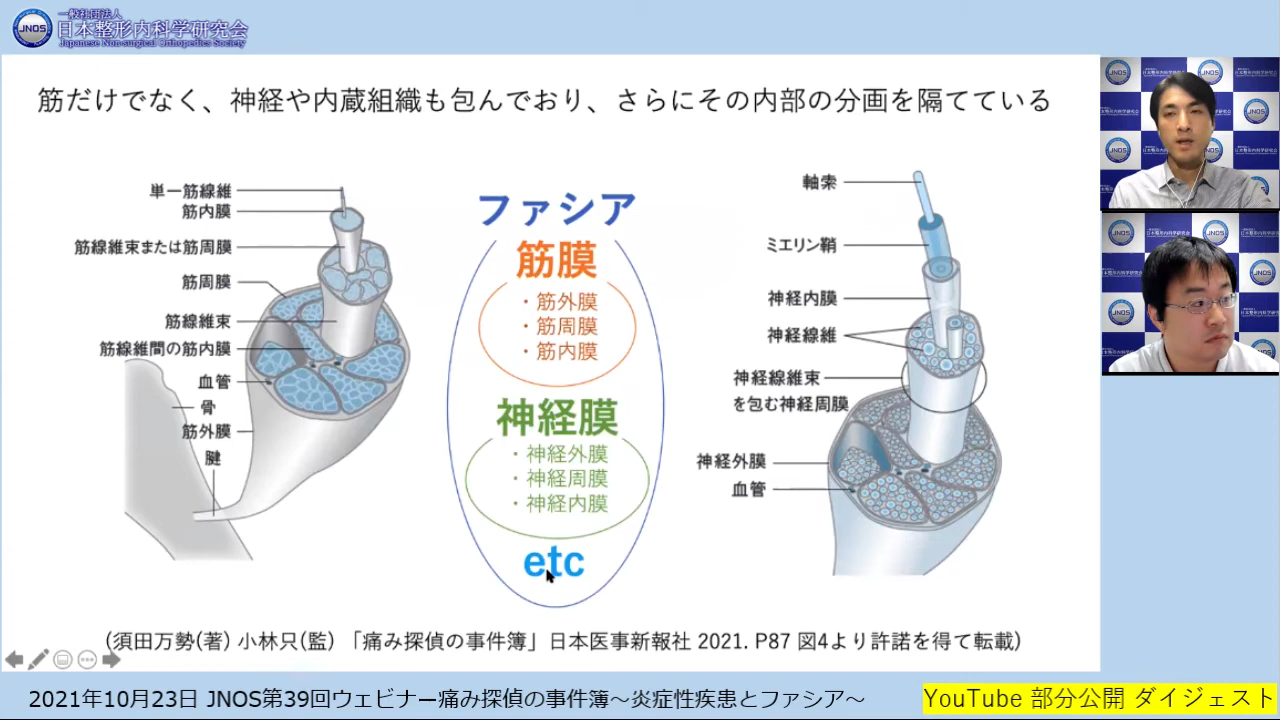 一般社団法人
日本整形内科学研究会
Japanese Non-surgical Orthopedics Society
JNOS
筋だけでなく、神経や内蔵組織も包んでおり、さらにその内部の分画を隔てている
単一筋線維
筋内膜
筋線維束または筋周膜
筋周膜
筋線維束
筋線維間の筋内膜
血管
骨
筋外膜
腱
ファシア
筋膜
・筋外膜
・筋周膜
・筋内膜
神経膜
・神経外膜
・神経周膜
・神経内膜
etc
軸索
ミエリン鞘
神経内膜
神経線維
神経線維束
を包む神経周膜
神経外膜
血管
(須田万勢(著) 小林只(監) 「痛み探偵の事件簿」日本医事新報社 2021. P87 図4より許諾を得て転載)
2021年10月23日 JNOS第39回ウェビナー痛み探偵の事件簿～炎症性疾患とファシア～
YouTube 部分公開 ダイジェスト